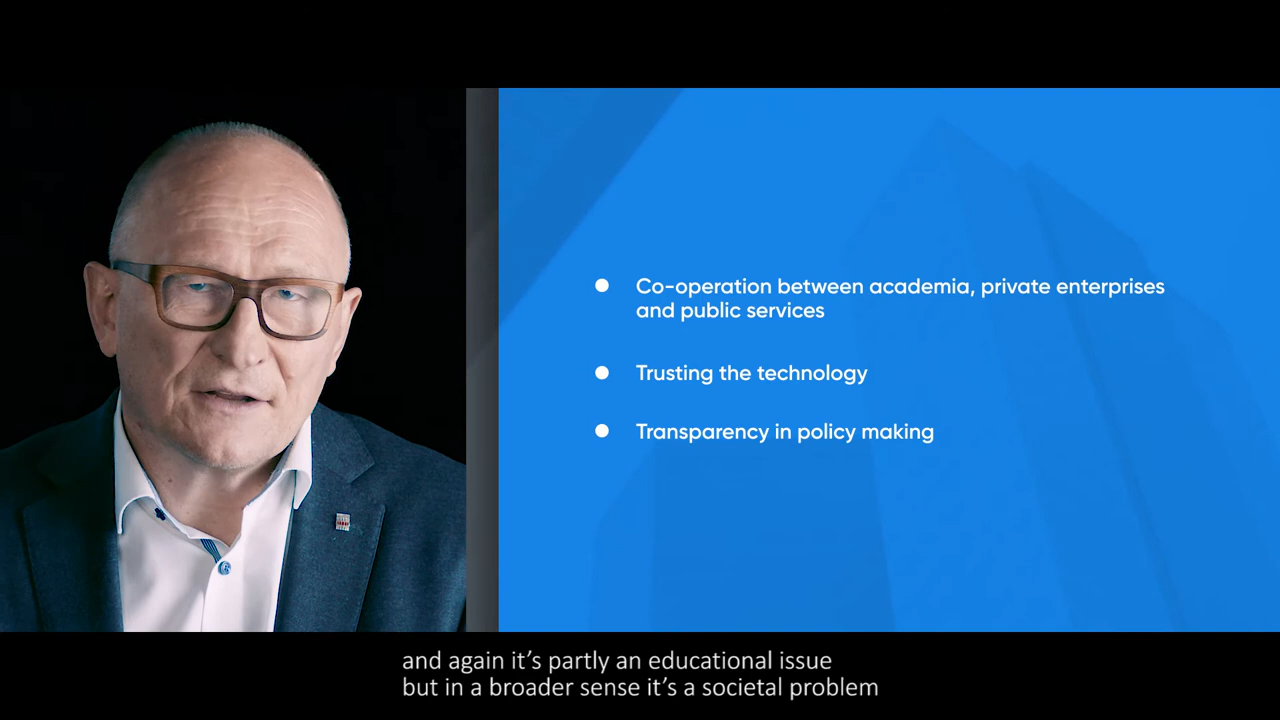 Co-operation between academia, private enterprises
and public services
Trusting the technology
Transparency in policy making
and again it’s partly an educational issue
but in a broader sense it’s a societal problem